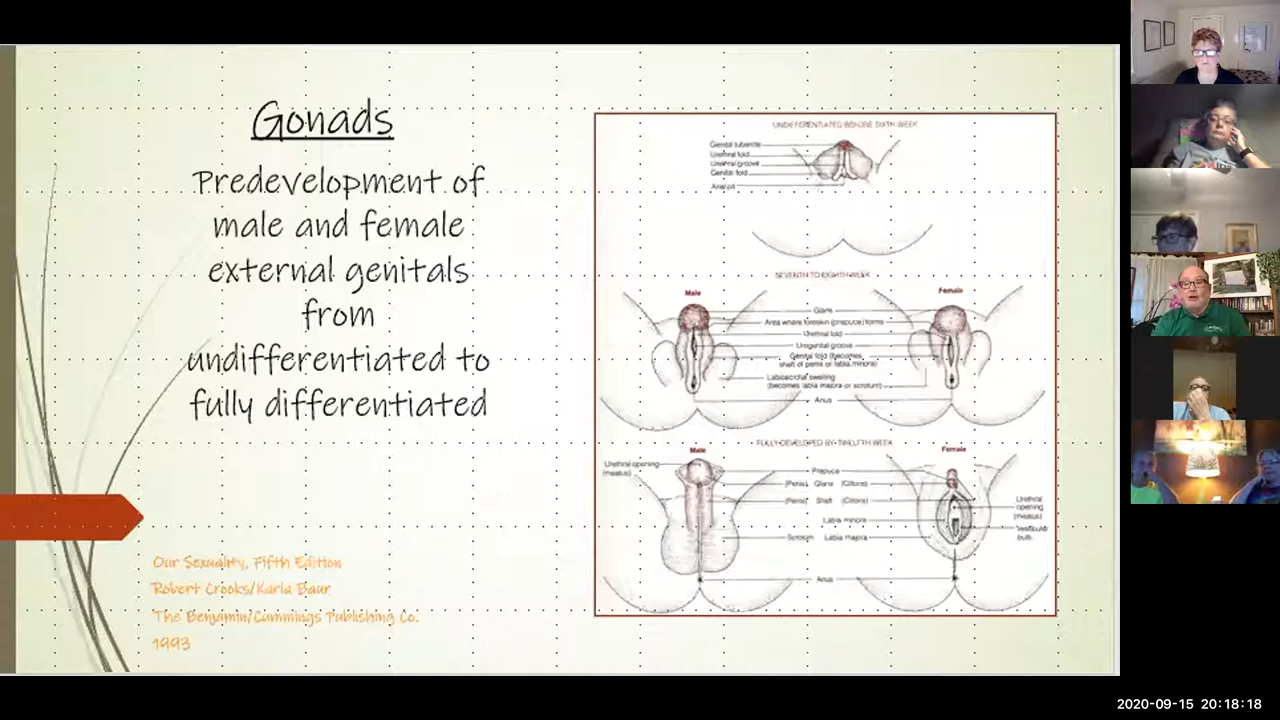 Gonads
Predevelopment of
male and female
external genitals
from
undifferentiated to
fully differentiated
Our Sexuality, Fifth Edition
Robert Crooks/Karla Baur
The Benjamin/Cummings Publishing Co.
1993
UNDIFFERENTIATED BEFORE SIXTH WEEK
Genital tubercle
Urethral fold
Urethral groove
Genital fold
Anal pit
SEVENTH TO EIGHTH WEEK
Male
Female
Glans
Area where foreskin (prepuce) forms
Urethral fold
Urogenital groove
Genital fold (becomes
shaft of penis or labia minora)
Labioscrotal swelling
(becomes labia majora or scrotum)
Anus
FULLY DEVELOPED BY TWELFTH WEEK
Male
Female
Urethral opening
(meatus)
Prepuce
(Penis) Glans (Clitoris)
(Penis) Shaft (Clitoris)
Labia minora
Scrotum Labia majora
Urethral
opening
(meatus)
Vestibular
bulb
Anus
2020-09-15 20:18:18